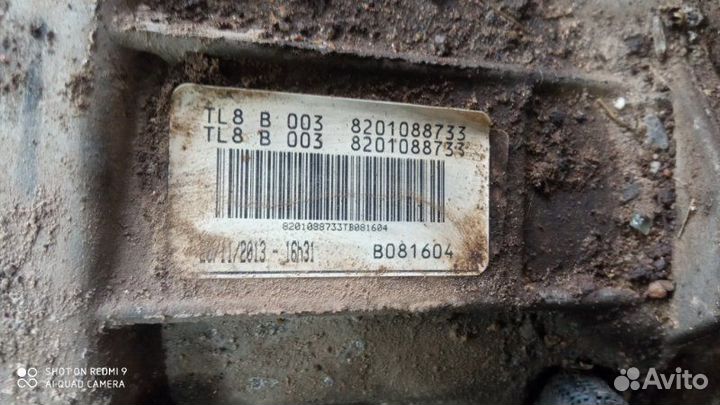 TL8 B 003 8201088733
TL8 B 003 8201088733
8201088733TB081604
20/11/2013 - 16h31 B081604
SHOT ON REDMI 9
AI QUAD CAMERA
Avito